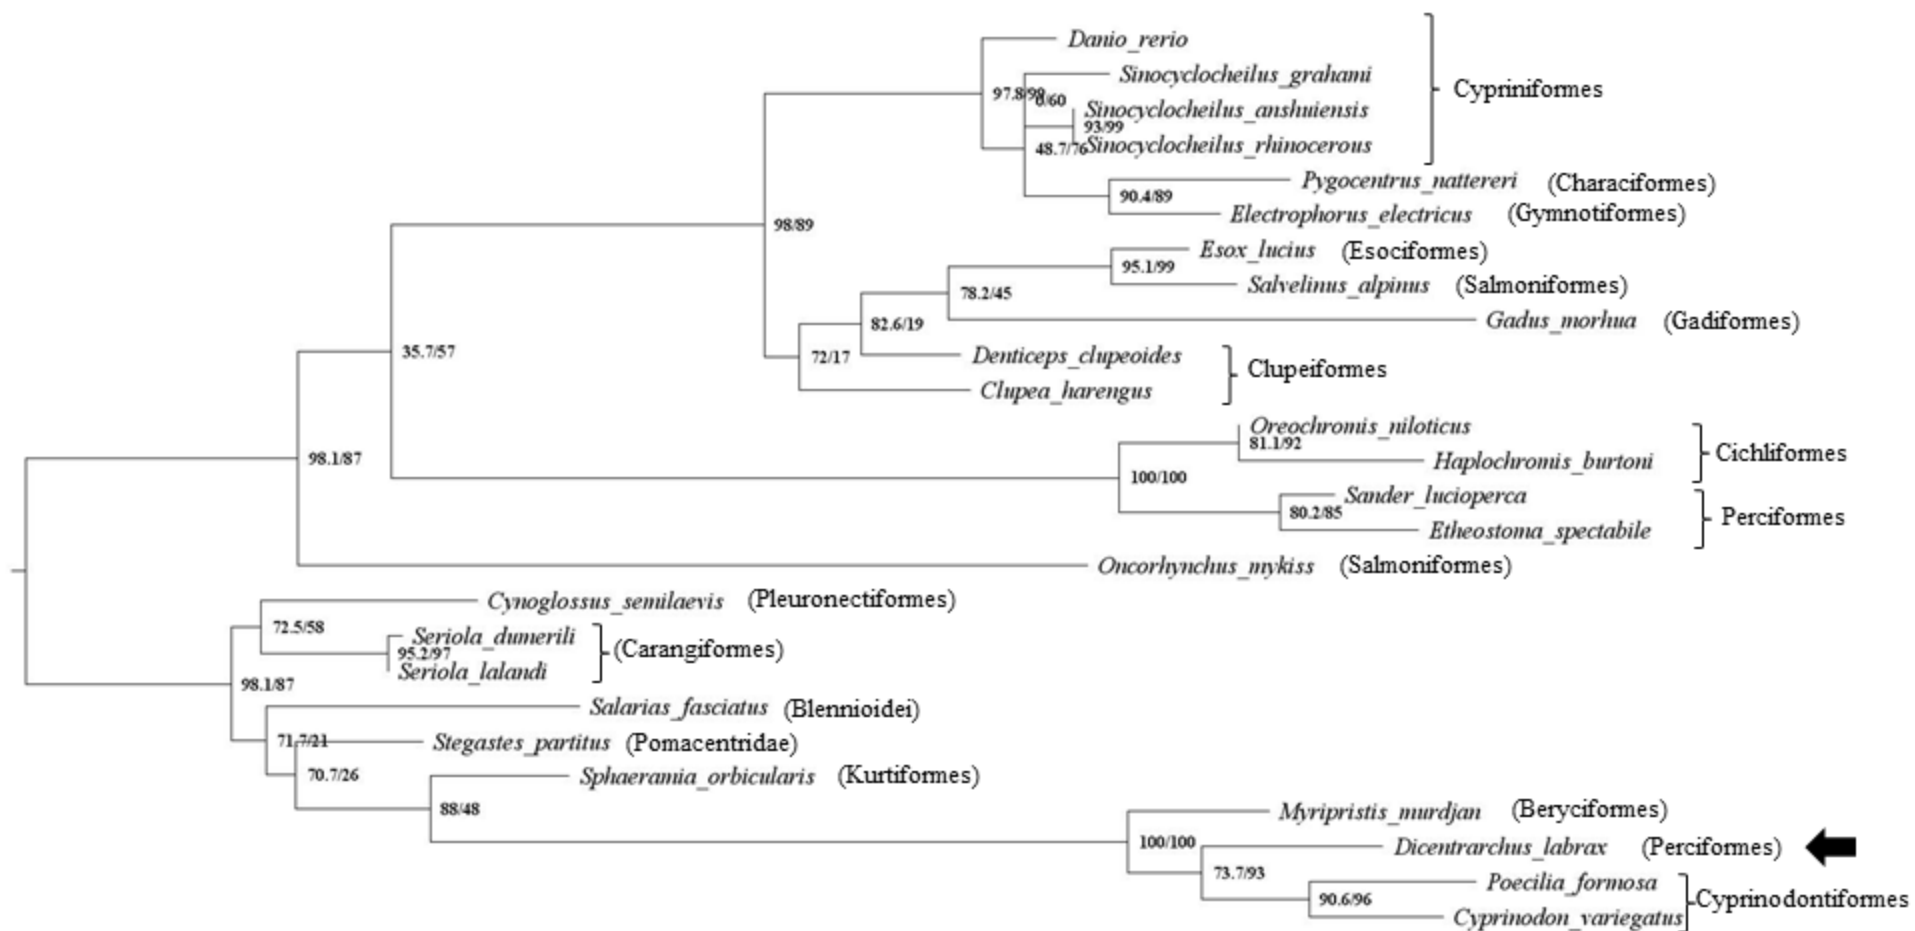 Danio_rerio
Sinocyclocheilus_grahami
97.8/99
0/60
Cypriniformes
Sinocyclocheilus_anshuiensis
93/99
48.7/76
Sinocyclocheilus_rhinocerous
Pygocentrus_nattereri (Characiformes)
90.4/89
Electrophorus_electricus (Gymnotiformes)
98/89
Esox_lucius (Esociformes)
95.1/99
Salvelinus_alpinus (Salmoniformes)
78.2/45
Gadus_morhua (Gadiformes)
82.6/19
35.7/57
72/17
Denticeps_clupeoides
Clupeiformes
Clupea_harengus
Oreochromis_niloticus
81.1/92
Cichliformes
98.1/87
Haplochromis_burtoni
100/100
Sander_lucioperca
80.2/85
Perciformes
Etheostoma_spectabile
Oncorhynchus_mykiss (Salmoniformes)
Cynoglossus_semilaevis (Pleuronectiformes)
72.5/58
Seriola_dumerili
95.2/97
(Carangiformes)
Seriola_lalandi
98.1/87
Salarias_fasciatus (Blennioidei)
71.7/21
Stegastes_partitus (Pomacentridae)
70.7/26
Sphaeramia_orbicularis (Kurtiformes)
88/48
Myripristis_murdjan (Beryciformes)
100/100
Dicentrarchus_labrax (Perciformes)
73.7/93
Poecilia_formosa
90.6/96
Cyprinodontiformes
Cyprinodon_variegatus